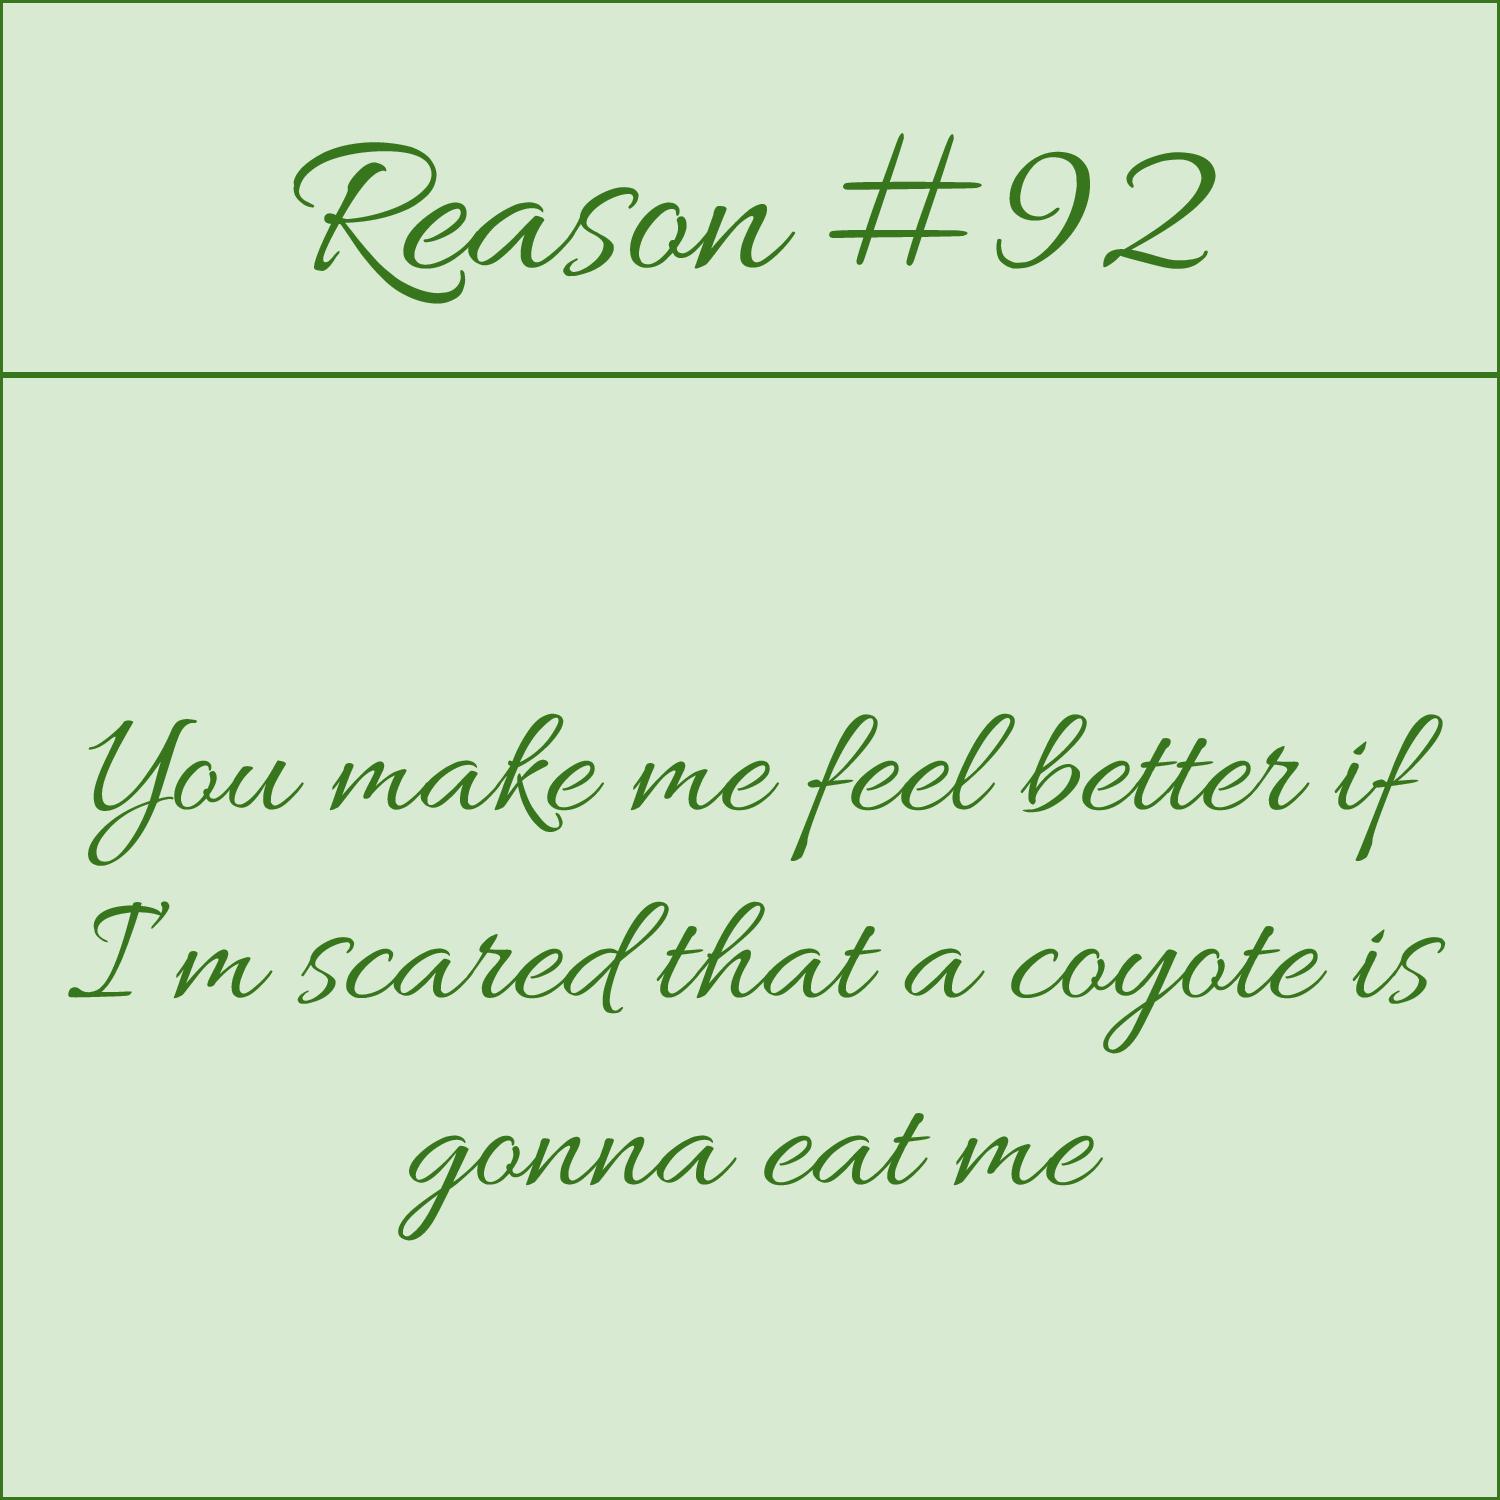 Reason #92
You make me feel better if
I'm scared that a coyote is
gonna eat me